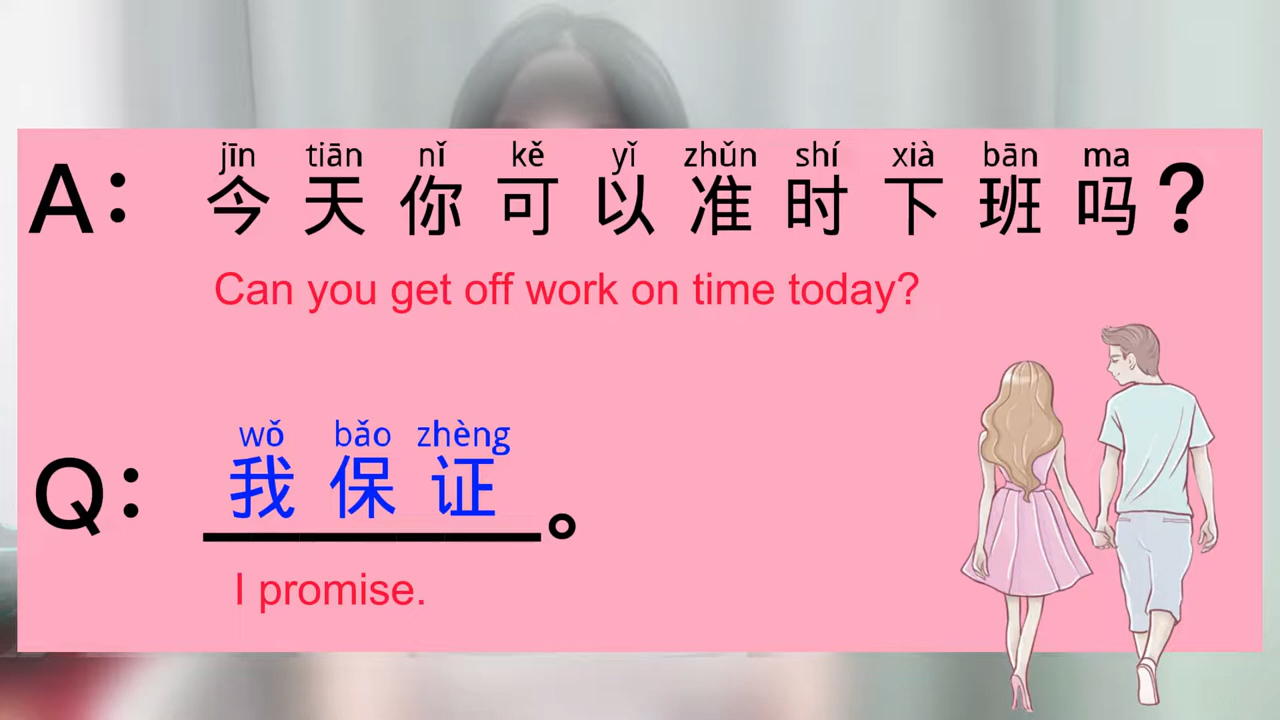 jīn tiān nǐ kě yǐ zhǔn shí xià bān ma
A：今天你可以准时下班吗？
Can you get off work on time today?
wǒ bǎo zhèng
Q：我保证。
I promise.